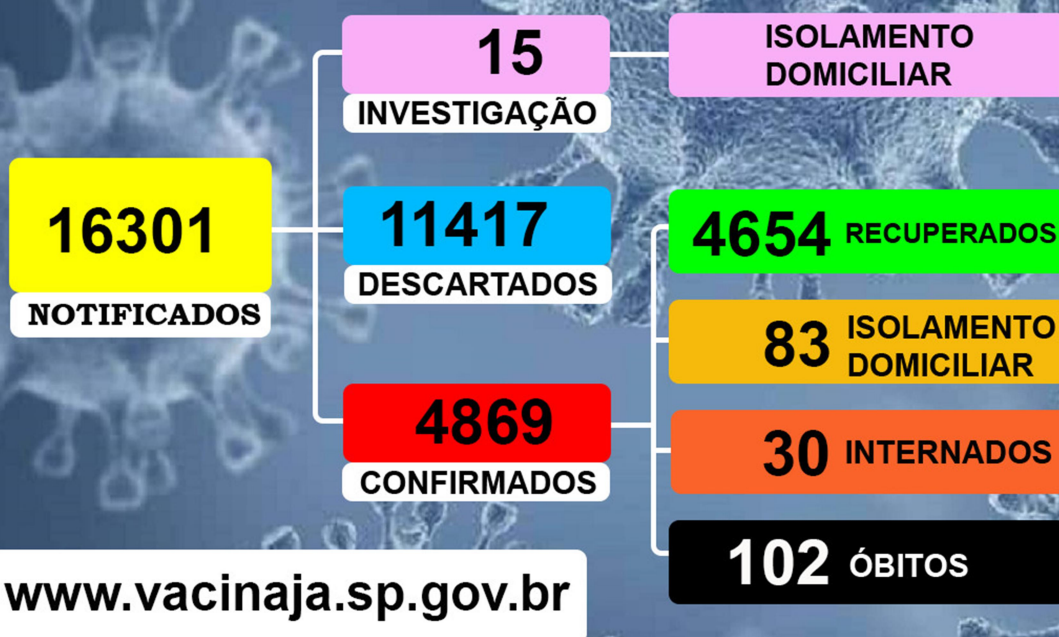 15
INVESTIGAÇÃO
ISOLAMENTO
DOMICILIAR
16301
NOTIFICADOS
11417
DESCARTADOS
4869
CONFIRMADOS
4654 RECUPERADOS
83 ISOLAMENTO
DOMICILIAR
30 INTERNADOS
102 ÓBITOS
www.vacinaja.sp.gov.br